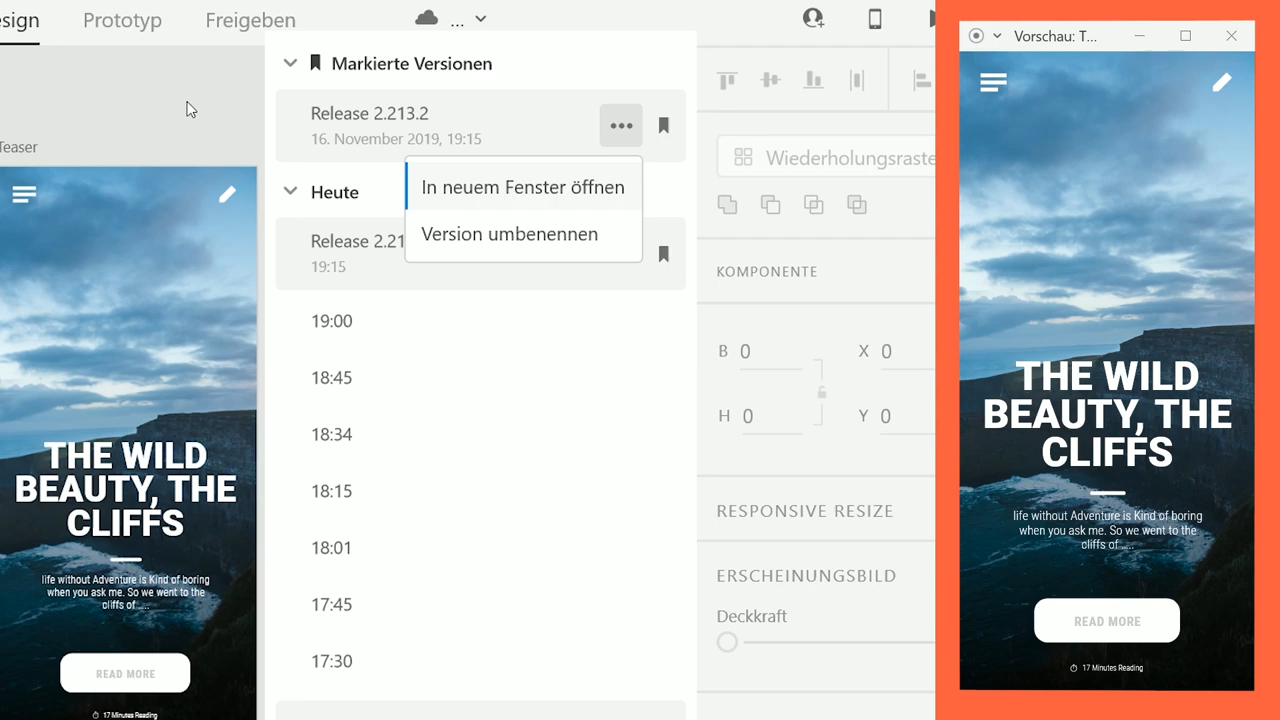 esign
Prototyp
Freigeben
...
Teaser
THE WILD
BEAUTY, THE
CLIFFS
life without Adventure is Kind of boring
when you ask me. So we went to the
cliffs of .....
READ MORE
17 Minutes Reading
Markierte Versionen
Release 2.213.2
16. November 2019, 19:15
In neuem Fenster öffnen
Version umbenennen
Heute
Release 2.21
19:15
19:00
18:45
18:34
18:15
18:01
17:45
17:30
Wiederholungsraste
KOMPONENTE
B 0
X 0
H 0
Y 0
RESPONSIVE RESIZE
ERSCHEINUNGSBILD
Deckkraft
Vorschau: T...
THE WILD
BEAUTY, THE
CLIFFS
life without Adventure is Kind of boring
when you ask me. So we went to the
cliffs of .....
READ MORE
17 Minutes Reading